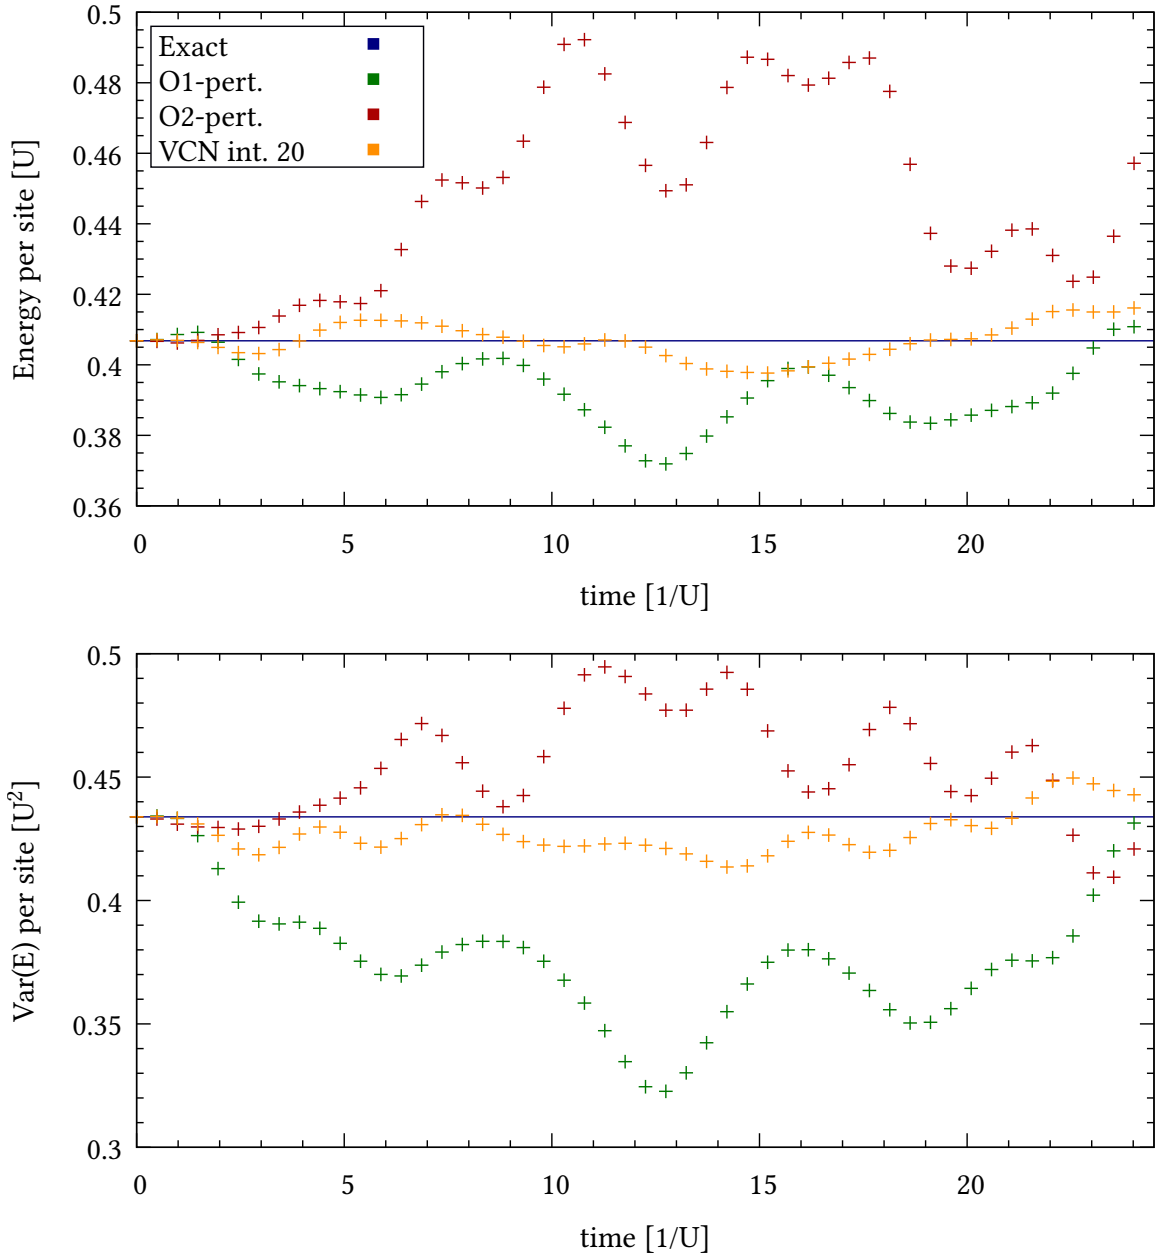 0.5
0.48
0.46
0.44
0.42
0.4
0.38
0.36
Energy per site [U]
Exact
O1-pert.
O2-pert.
VCN int. 20
0 5 10 15 20
time [1/U]
0.5
0.45
0.4
0.35
0.3
Var(E) per site [U²]
0 5 10 15 20
time [1/U]